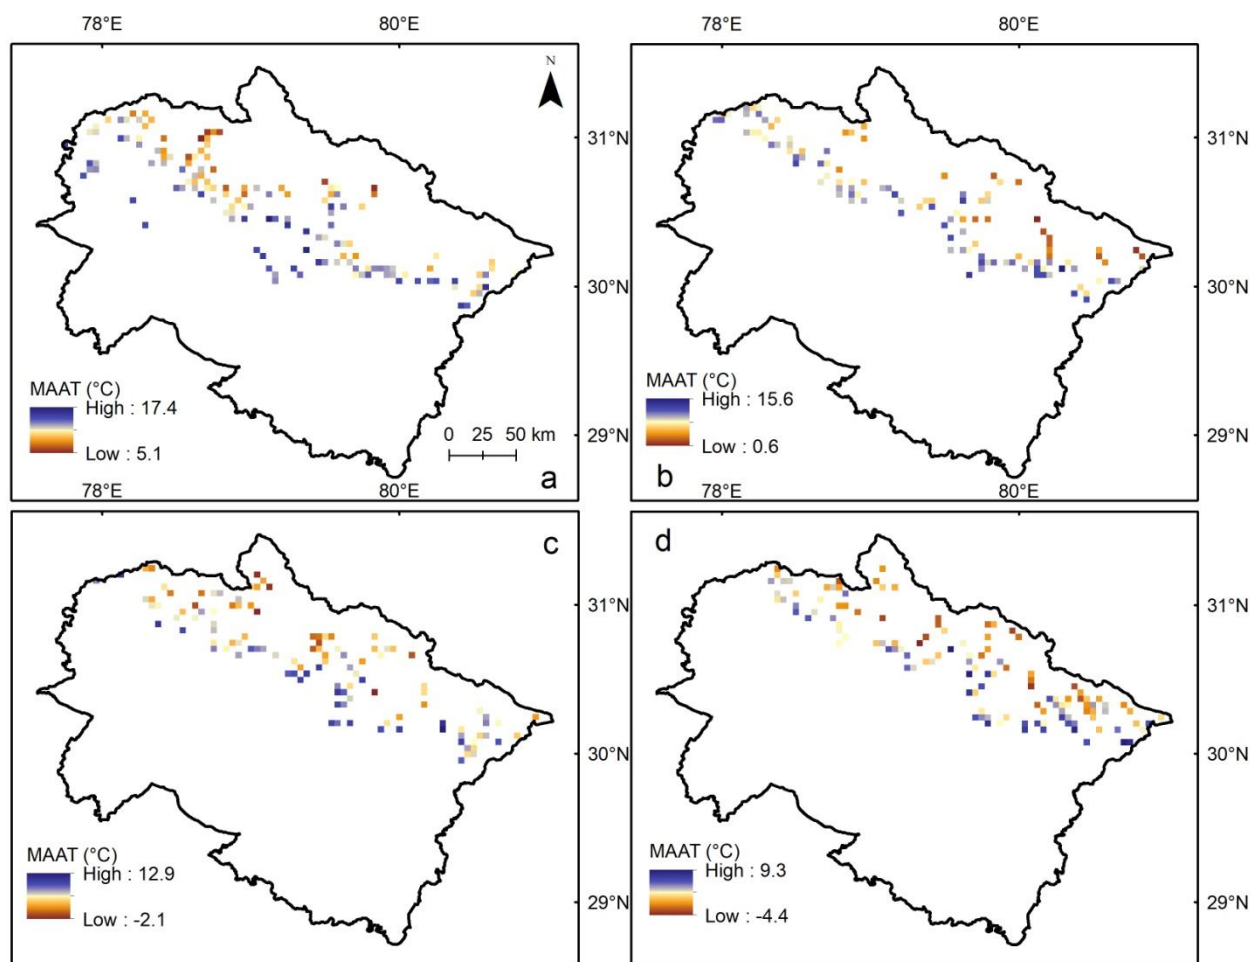 78°E 80°E 78°E 80°E
N
31°N 31°N
30°N 30°N
MAAT (°C) MAAT (°C)
High : 17.4 High : 15.6
0 25 50 km
29°N 29°N
Low : 5.1 Low : 0.6
a b
78°E 80°E 78°E 80°E
c d
31°N 31°N
30°N 30°N
MAAT (°C) MAAT (°C)
High : 12.9 High : 9.3
29°N 29°N
Low : -2.1 Low : -4.4